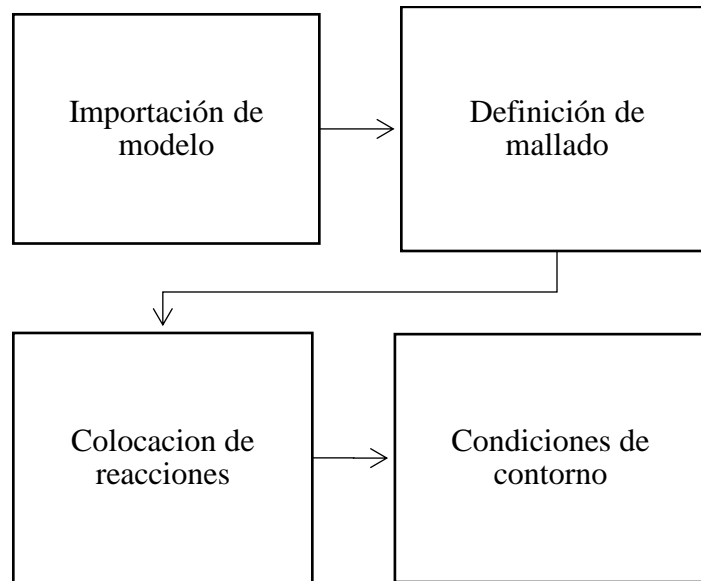 Importación de
modelo
Definición de
mallado
Colocacion de
reacciones
Condiciones de
contorno